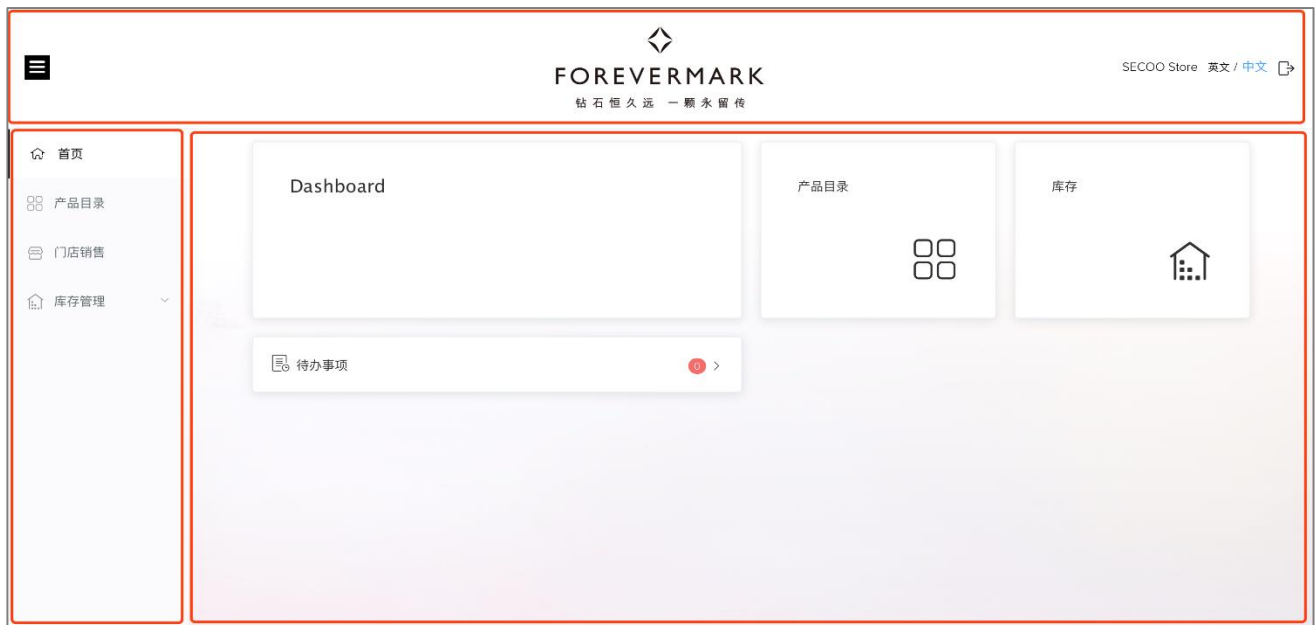 FOREVERMARK
钻石恒久远 一颗永留传
SECOO Store 英文 / 中文
首页
产品目录
门店销售
库存管理
Dashboard
产品目录
库存
待办事项 0